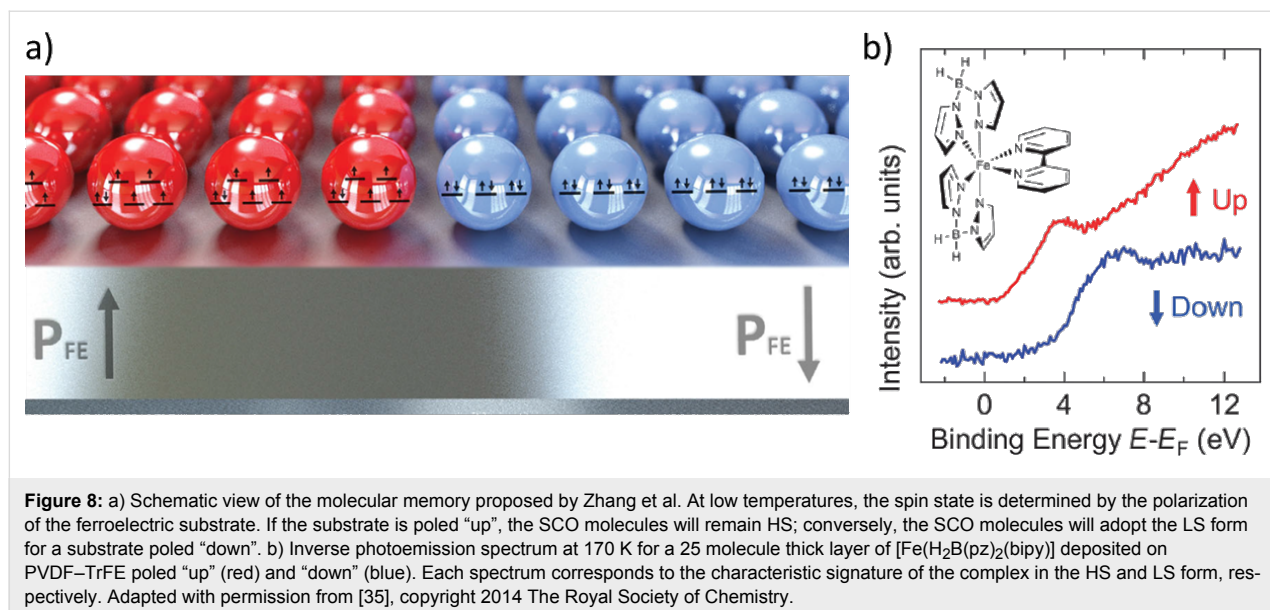 a)
b)
P FE
P FE
H
H
B
N
N
N
N
Fe
N
N
N
N
N
N
H
B
H
↑ Up
↓ Down
Intensity (arb. units)
0 4 8 12
Binding Energy E-E_F (eV)
Figure 8: a) Schematic view of the molecular memory proposed by Zhang et al. At low temperatures, the spin state is determined by the polarization
of the ferroelectric substrate. If the substrate is poled “up”, the SCO molecules will remain HS; conversely, the SCO molecules will adopt the LS form
for a substrate poled “down”. b) Inverse photoemission spectrum at 170 K for a 25 molecule thick layer of [Fe(H₂B(pz)₂(bipy)] deposited on
PVDF–TrFE poled “up” (red) and “down” (blue). Each spectrum corresponds to the characteristic signature of the complex in the HS and LS form, res-
pectively. Adapted with permission from [35], copyright 2014 The Royal Society of Chemistry.